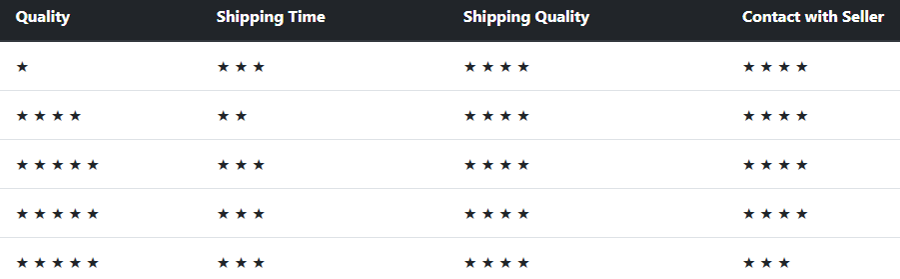 Quality Shipping Time Shipping Quality Contact with Seller
★ ★ ★ ★ ★ ★ ★ ★ ★ ★ ★ ★
★ ★ ★ ★ ★ ★ ★ ★ ★ ★ ★ ★ ★ ★
★ ★ ★ ★ ★ ★ ★ ★ ★ ★ ★ ★ ★ ★ ★ ★
★ ★ ★ ★ ★ ★ ★ ★ ★ ★ ★ ★ ★ ★ ★ ★
★ ★ ★ ★ ★ ★ ★ ★ ★ ★ ★ ★ ★ ★ ★